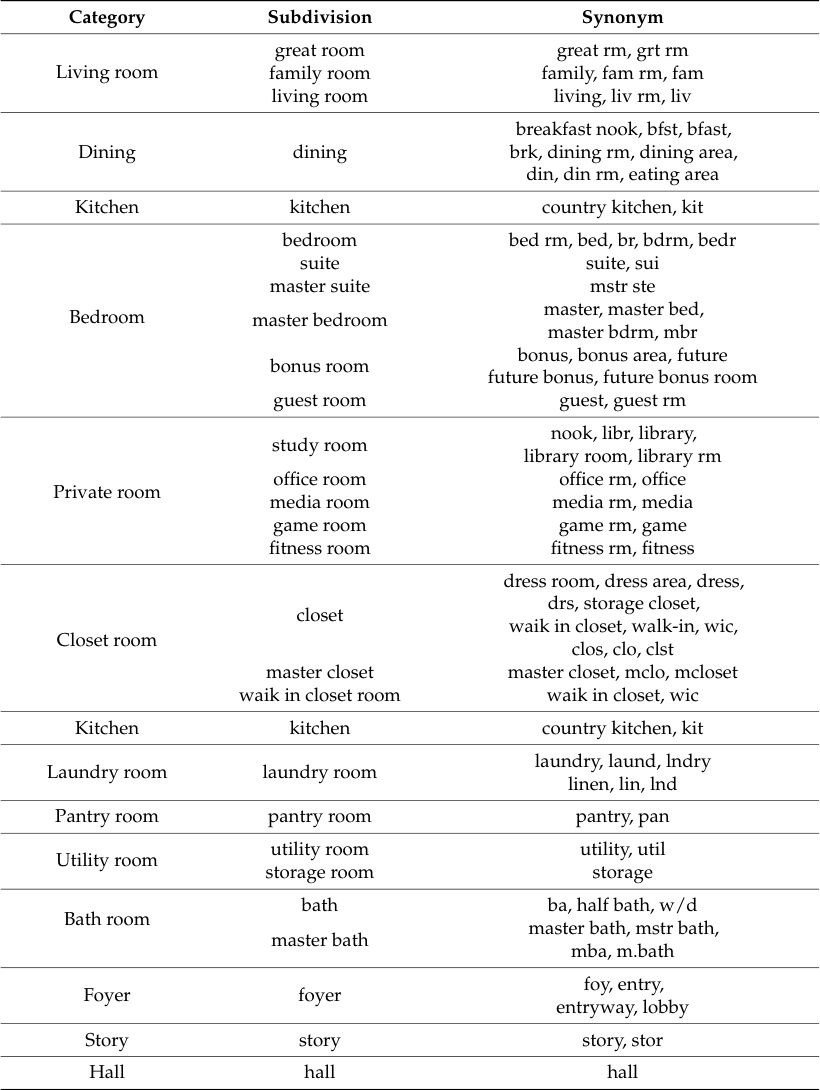 Category Subdivision Synonym
great room great rm, grt rm
Living room family room family, fam rm, fam
living room living, liv rm, liv
breakfast nook, bfst, bfast,
Dining dining brk, dining rm, dining area,
din, din rm, eating area
Kitchen kitchen country kitchen, kit
bedroom bed rm, bed, br, bdrm, bedr
suite suite, sui
master suite mstr ste
Bedroom master bedroom master, master bed,
master bdrm, mbr
bonus room bonus, bonus area, future
future bonus, future bonus room
guest room guest, guest rm
study room nook, libr, library,
library room, library rm
Private room office room office rm, office
media room media rm, media
game room game rm, game
fitness room fitness rm, fitness
dress room, dress area, dress,
closet drs, storage closet,
waik in closet, walk-in, wic,
Closet room clos, clo, clst
master closet master closet, mclo, mcloset
waik in closet room waik in closet, wic
Kitchen kitchen country kitchen, kit
Laundry room laundry room laundry, laund, lndry
linen, lin, lnd
Pantry room pantry room pantry, pan
Utility room utility room utility, util
storage room storage
Bath room bath ba, half bath, w/d
master bath master bath, mstr bath,
mba, m.bath
Foyer foyer foy, entry,
entryway, lobby
Story story story, stor
Hall hall hall